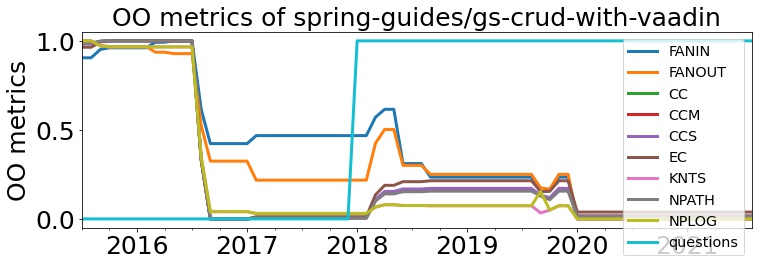 OO metrics of spring-guides/gs-crud-with-vaadin
OO metrics
1.0
0.5
0.0
2016
2017
2018
2019
2020
2021
FANIN
FANOUT
CC
CCM
CCS
EC
KNTS
NPATH
NPLOG
questions